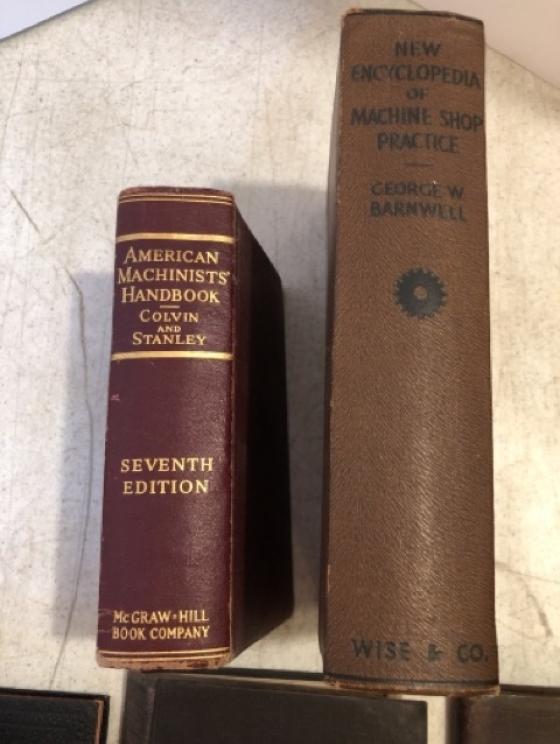 AMERICAN
MACHINISTS'
HANDBOOK
COLVIN
AND
STANLEY
SEVENTH
EDITION
McGRAW-HILL
BOOK COMPANY
NEW
ENCYCLOPEDIA
OF
MACHINE SHOP
PRACTICE
GEORGE W
BARNWELL
WISE & CO.